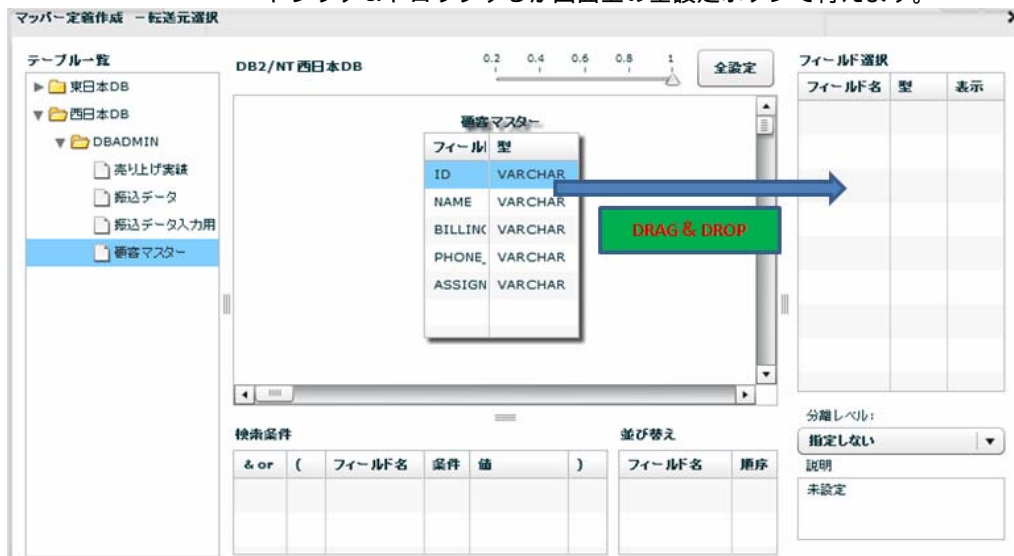 マッパー定義作成 －転送元選択
テーブル一覧
▶ 東日本DB
▼ 西日本DB
▼ DBADMIN
売り上げ実績
振込データ
振込データ入力用
顧客マスター
DB2/NT 西日本DB
0.2 0.4 0.6 0.8 1
全設定
顧客マスター
フィール 型
ID VARCHAR
NAME VARCHAR
BILLING VARCHAR
PHONE_ VARCHAR
ASSIGN VARCHAR
DRAG & DROP
フィールド選択
フィールド名 型 表示
検索条件
& or ( フィールド名 条件 値 )
並び替え
フィールド名 順序
分離レベル:
指定しない
説明
未設定